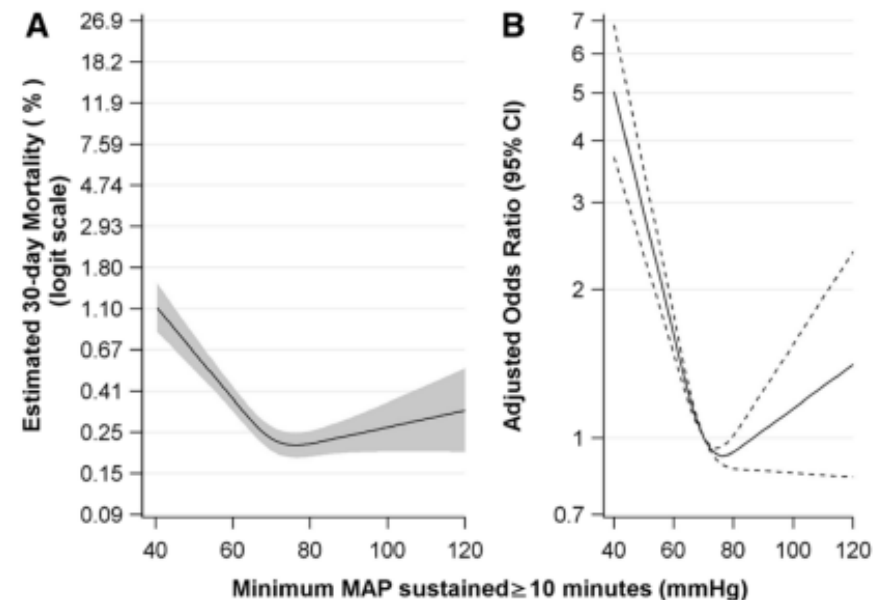 A
Estimated 30-day Mortality ( % )
(logit scale)
26.9
18.2
11.9
7.59
4.74
2.93
1.80
1.10
0.67
0.41
0.25
0.15
0.09
40 60 80 100 120
B
Adjusted Odds Ratio (95% CI)
7
6
5
4
3
2
1
0.7
40 60 80 100 120
Minimum MAP sustained≥ 10 minutes (mmHg)